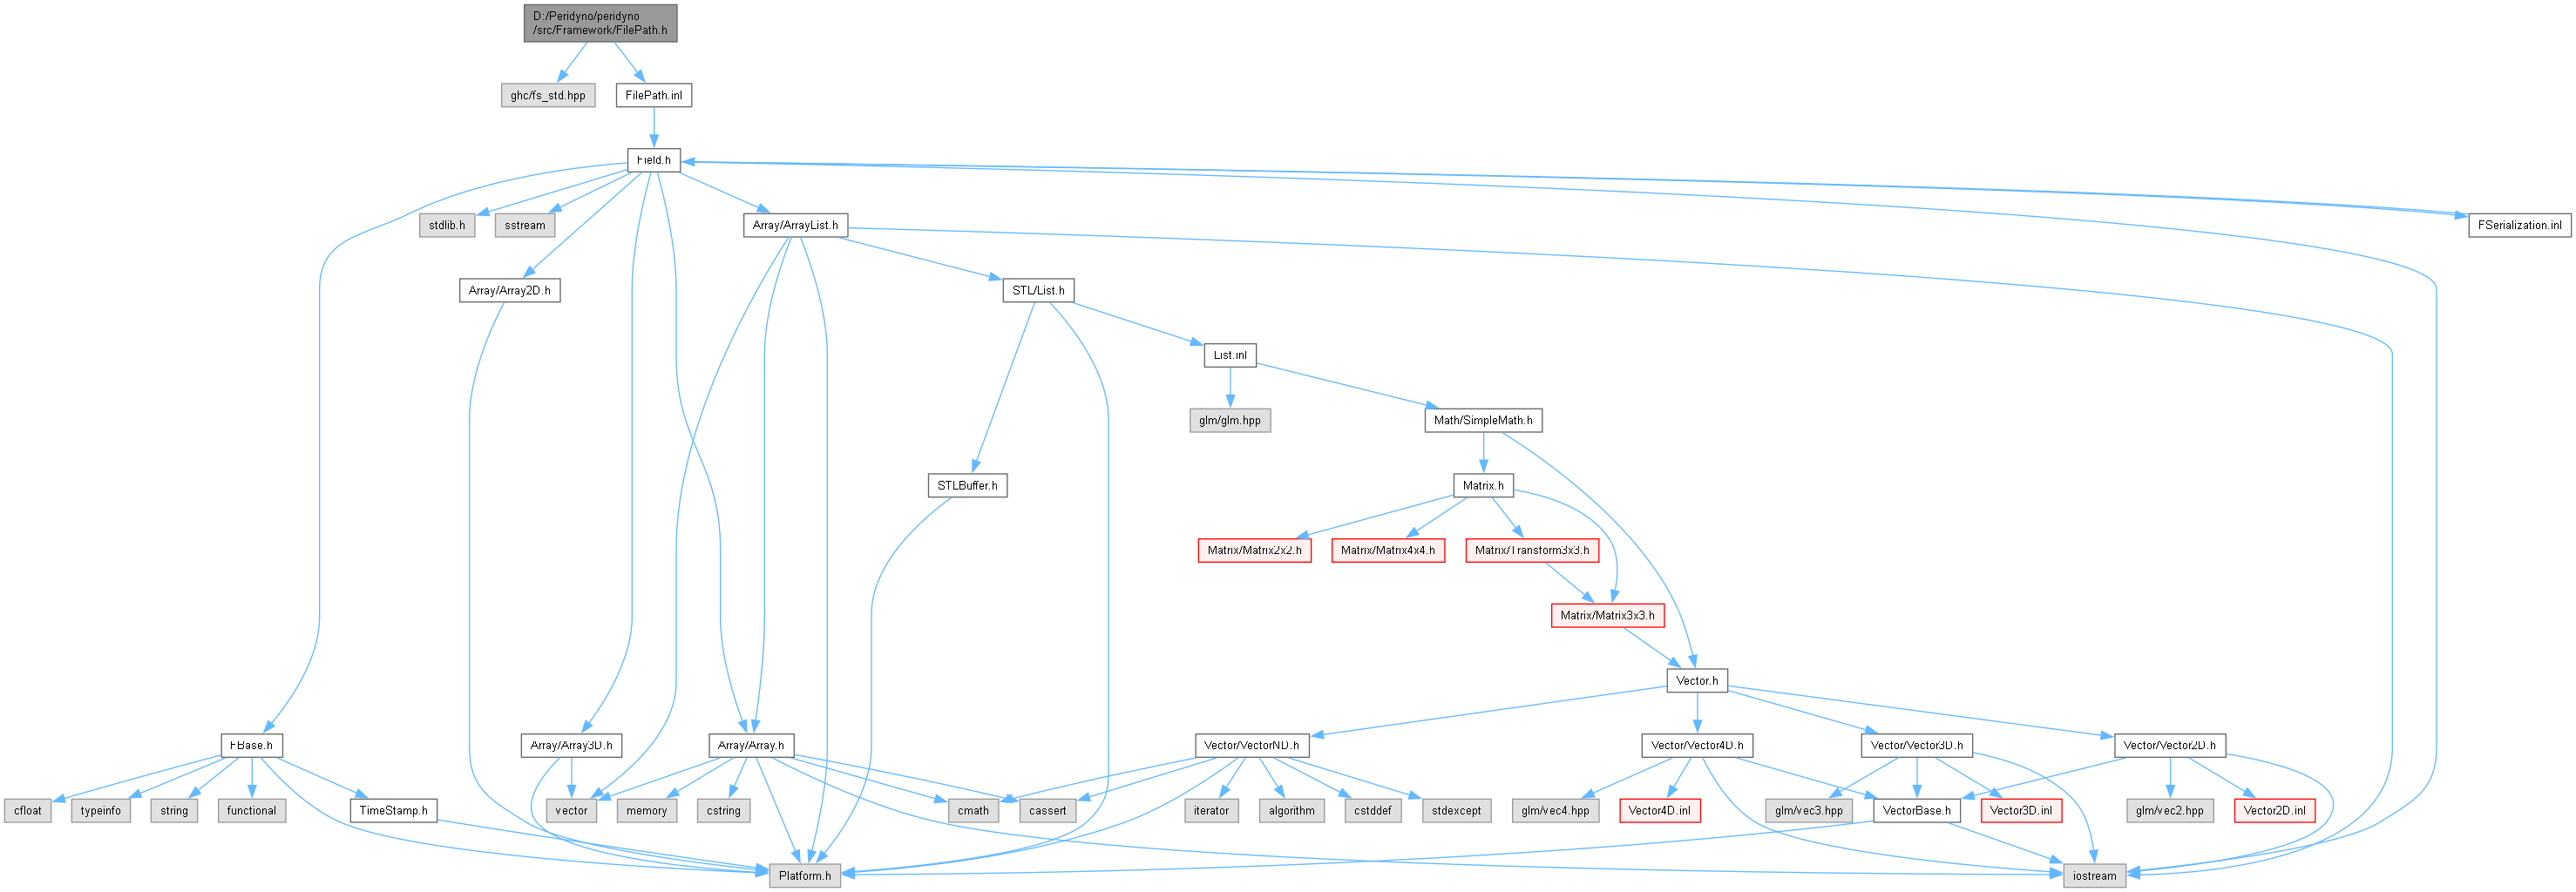 D:/Peridyno/peridyno
/src/Framework/FilePath.h
ghc/fs_std.hpp
FilePath.inl
Field.h
stdlib.h
sstream
Array/ArrayList.h
FSerialization.inl
Array/Array2D.h
STL/List.h
List.inl
glm/glm.hpp
Math/SimpleMath.h
STLBuffer.h
Matrix.h
Matrix/Matrix2x2.h
Matrix/Matrix4x4.h
Matrix/Transform3x3.h
Matrix/Matrix3x3.h
Vector.h
FBase.h
Array/Array3D.h
Array/Array.h
Vector/VectorND.h
Vector/Vector4D.h
Vector/Vector3D.h
Vector/Vector2D.h
cfloat
typeinfo
string
functional
TimeStamp.h
vector
memory
cstring
cmath
cassert
iterator
algorithm
cstddef
stdexcept
glm/vec4.hpp
Vector4D.inl
glm/vec3.hpp
VectorBase.h
Vector3D.inl
glm/vec2.hpp
Vector2D.inl
Platform.h
iostream